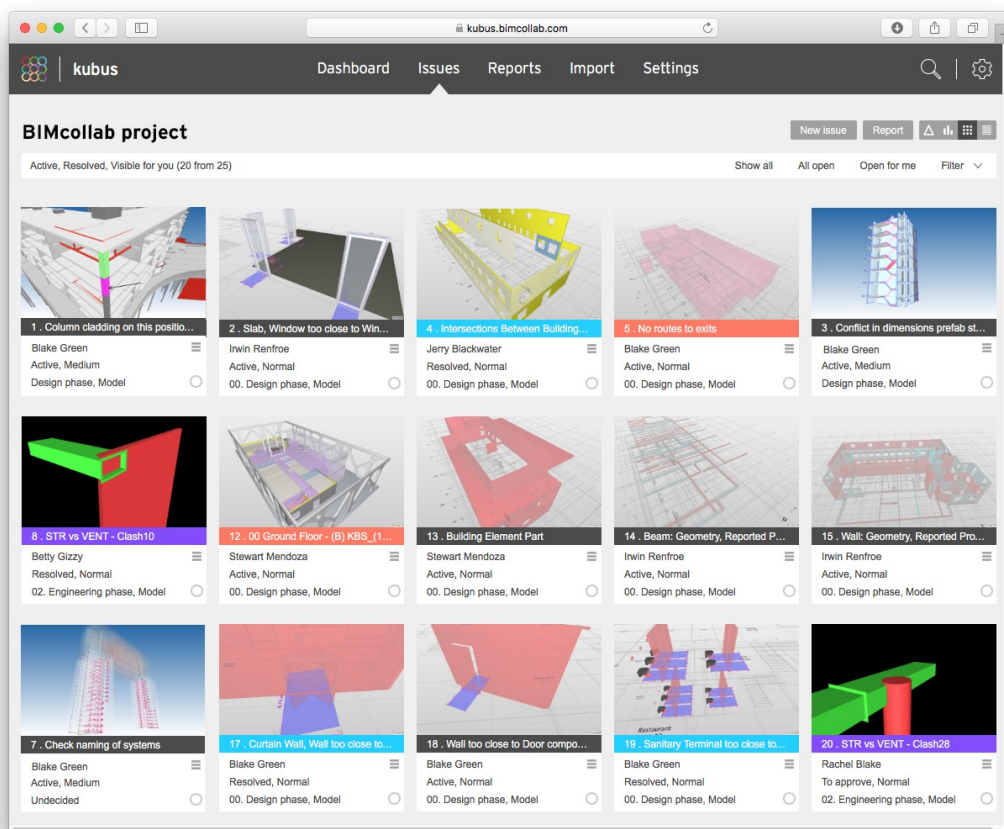 kubus.bimcollab.com
kubus
Dashboard Issues Reports Import Settings
BIMcollab project
New issue Report
Active, Resolved, Visible for you (20 from 25)
Show all All open Open for me Filter
1 . Column cladding on this positio...
Blake Green
Active, Medium
Design phase, Model
2 . Slab, Window too close to Win...
Irwin Renfroe
Active, Normal
00. Design phase, Model
4 . Intersections Between Building...
Jerry Blackwater
Resolved, Normal
00. Design phase, Model
5 . No routes to exits
Blake Green
Active, Normal
00. Design phase, Model
3 . Conflict in dimensions prefab st...
Blake Green
Active, Medium
Design phase, Model
8 . STR vs VENT - Clash10
Betty Gizzy
Resolved, Normal
02. Engineering phase, Model
12 . 00 Ground Floor - (B) KBS_(1...
Stewart Mendoza
Active, Normal
00. Design phase, Model
13 . Building Element Part
Stewart Mendoza
Active, Normal
00. Design phase, Model
14 . Beam: Geometry, Reported P...
Irwin Renfroe
Active, Normal
00. Design phase, Model
15 . Wall: Geometry, Reported Pro...
Irwin Renfroe
Active, Normal
00. Design phase, Model
7 . Check naming of systems
Blake Green
Active, Medium
Undecided
17 . Curtain Wall, Wall too close to...
Blake Green
Resolved, Normal
00. Design phase, Model
18 . Wall too close to Door compo...
Blake Green
Active, Normal
00. Design phase, Model
Restaurant
19 . Sanitary Terminal too close to...
Blake Green
Resolved, Normal
00. Design phase, Model
20 . STR vs VENT - Clash28
Rachel Blake
To approve, Normal
02. Engineering phase, Model